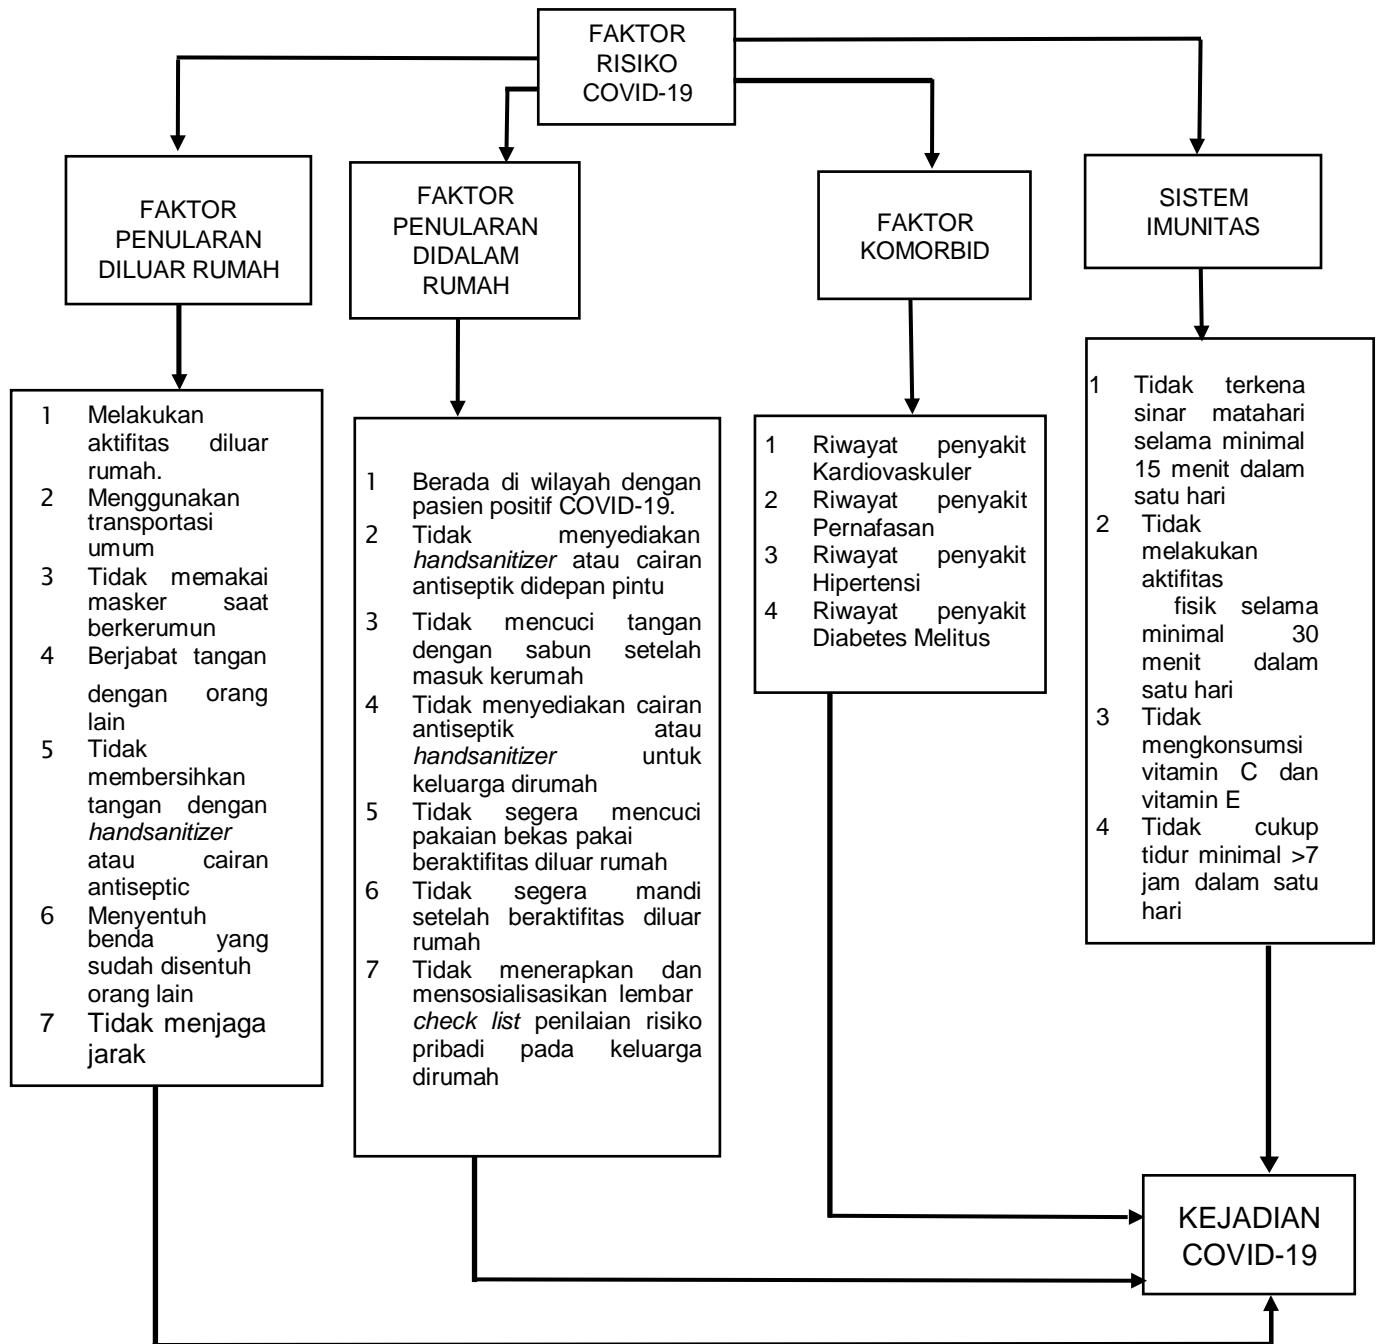 FAKTOR
RISIKO
COVID-19
FAKTOR
PENULARAN
DILUAR RUMAH
FAKTOR
PENULARAN
DIDALAM
RUMAH
FAKTOR
KOMORBID
SISTEM
IMUNITAS
1 Melakukan
aktifitas diluar
rumah.
2 Menggunakan
transportasi
umum
3 Tidak memakai
masker saat
berkerumun
4 Berjabat tangan
dengan orang
lain
5 Tidak
membersihkan
tangan dengan
handsanitizer
atau cairan
antiseptic
6 Menyentuh
benda yang
sudah disentuh
orang lain
7 Tidak menjaga
jarak
1 Berada di wilayah dengan
pasien positif COVID-19.
2 Tidak menyediakan
handsanitizer atau cairan
antiseptik didepan pintu
3 Tidak mencuci tangan
dengan sabun setelah
masuk kerumah
4 Tidak menyediakan cairan
antiseptik atau
handsanitizer untuk
keluarga dirumah
5 Tidak segera mencuci
pakaian bekas pakai
beraktifitas diluar rumah
6 Tidak segera mandi
setelah beraktifitas diluar
rumah
7 Tidak menerapkan dan
mensosialisasikan lembar
check list penilaian risiko
pribadi pada keluarga
dirumah
1 Riwayat penyakit
Kardiovaskuler
2 Riwayat penyakit
Pernafasan
3 Riwayat penyakit
Hipertensi
4 Riwayat penyakit
Diabetes Melitus
1 Tidak terkena
sinar matahari
selama minimal
15 menit dalam
satu hari
2 Tidak
melakukan
aktifitas
fisik selama
minimal 30
menit dalam
satu hari
3 Tidak
mengkonsumsi
vitamin C dan
vitamin E
4 Tidak cukup
tidur minimal >7
jam dalam satu
hari
KEJADIAN
COVID-19